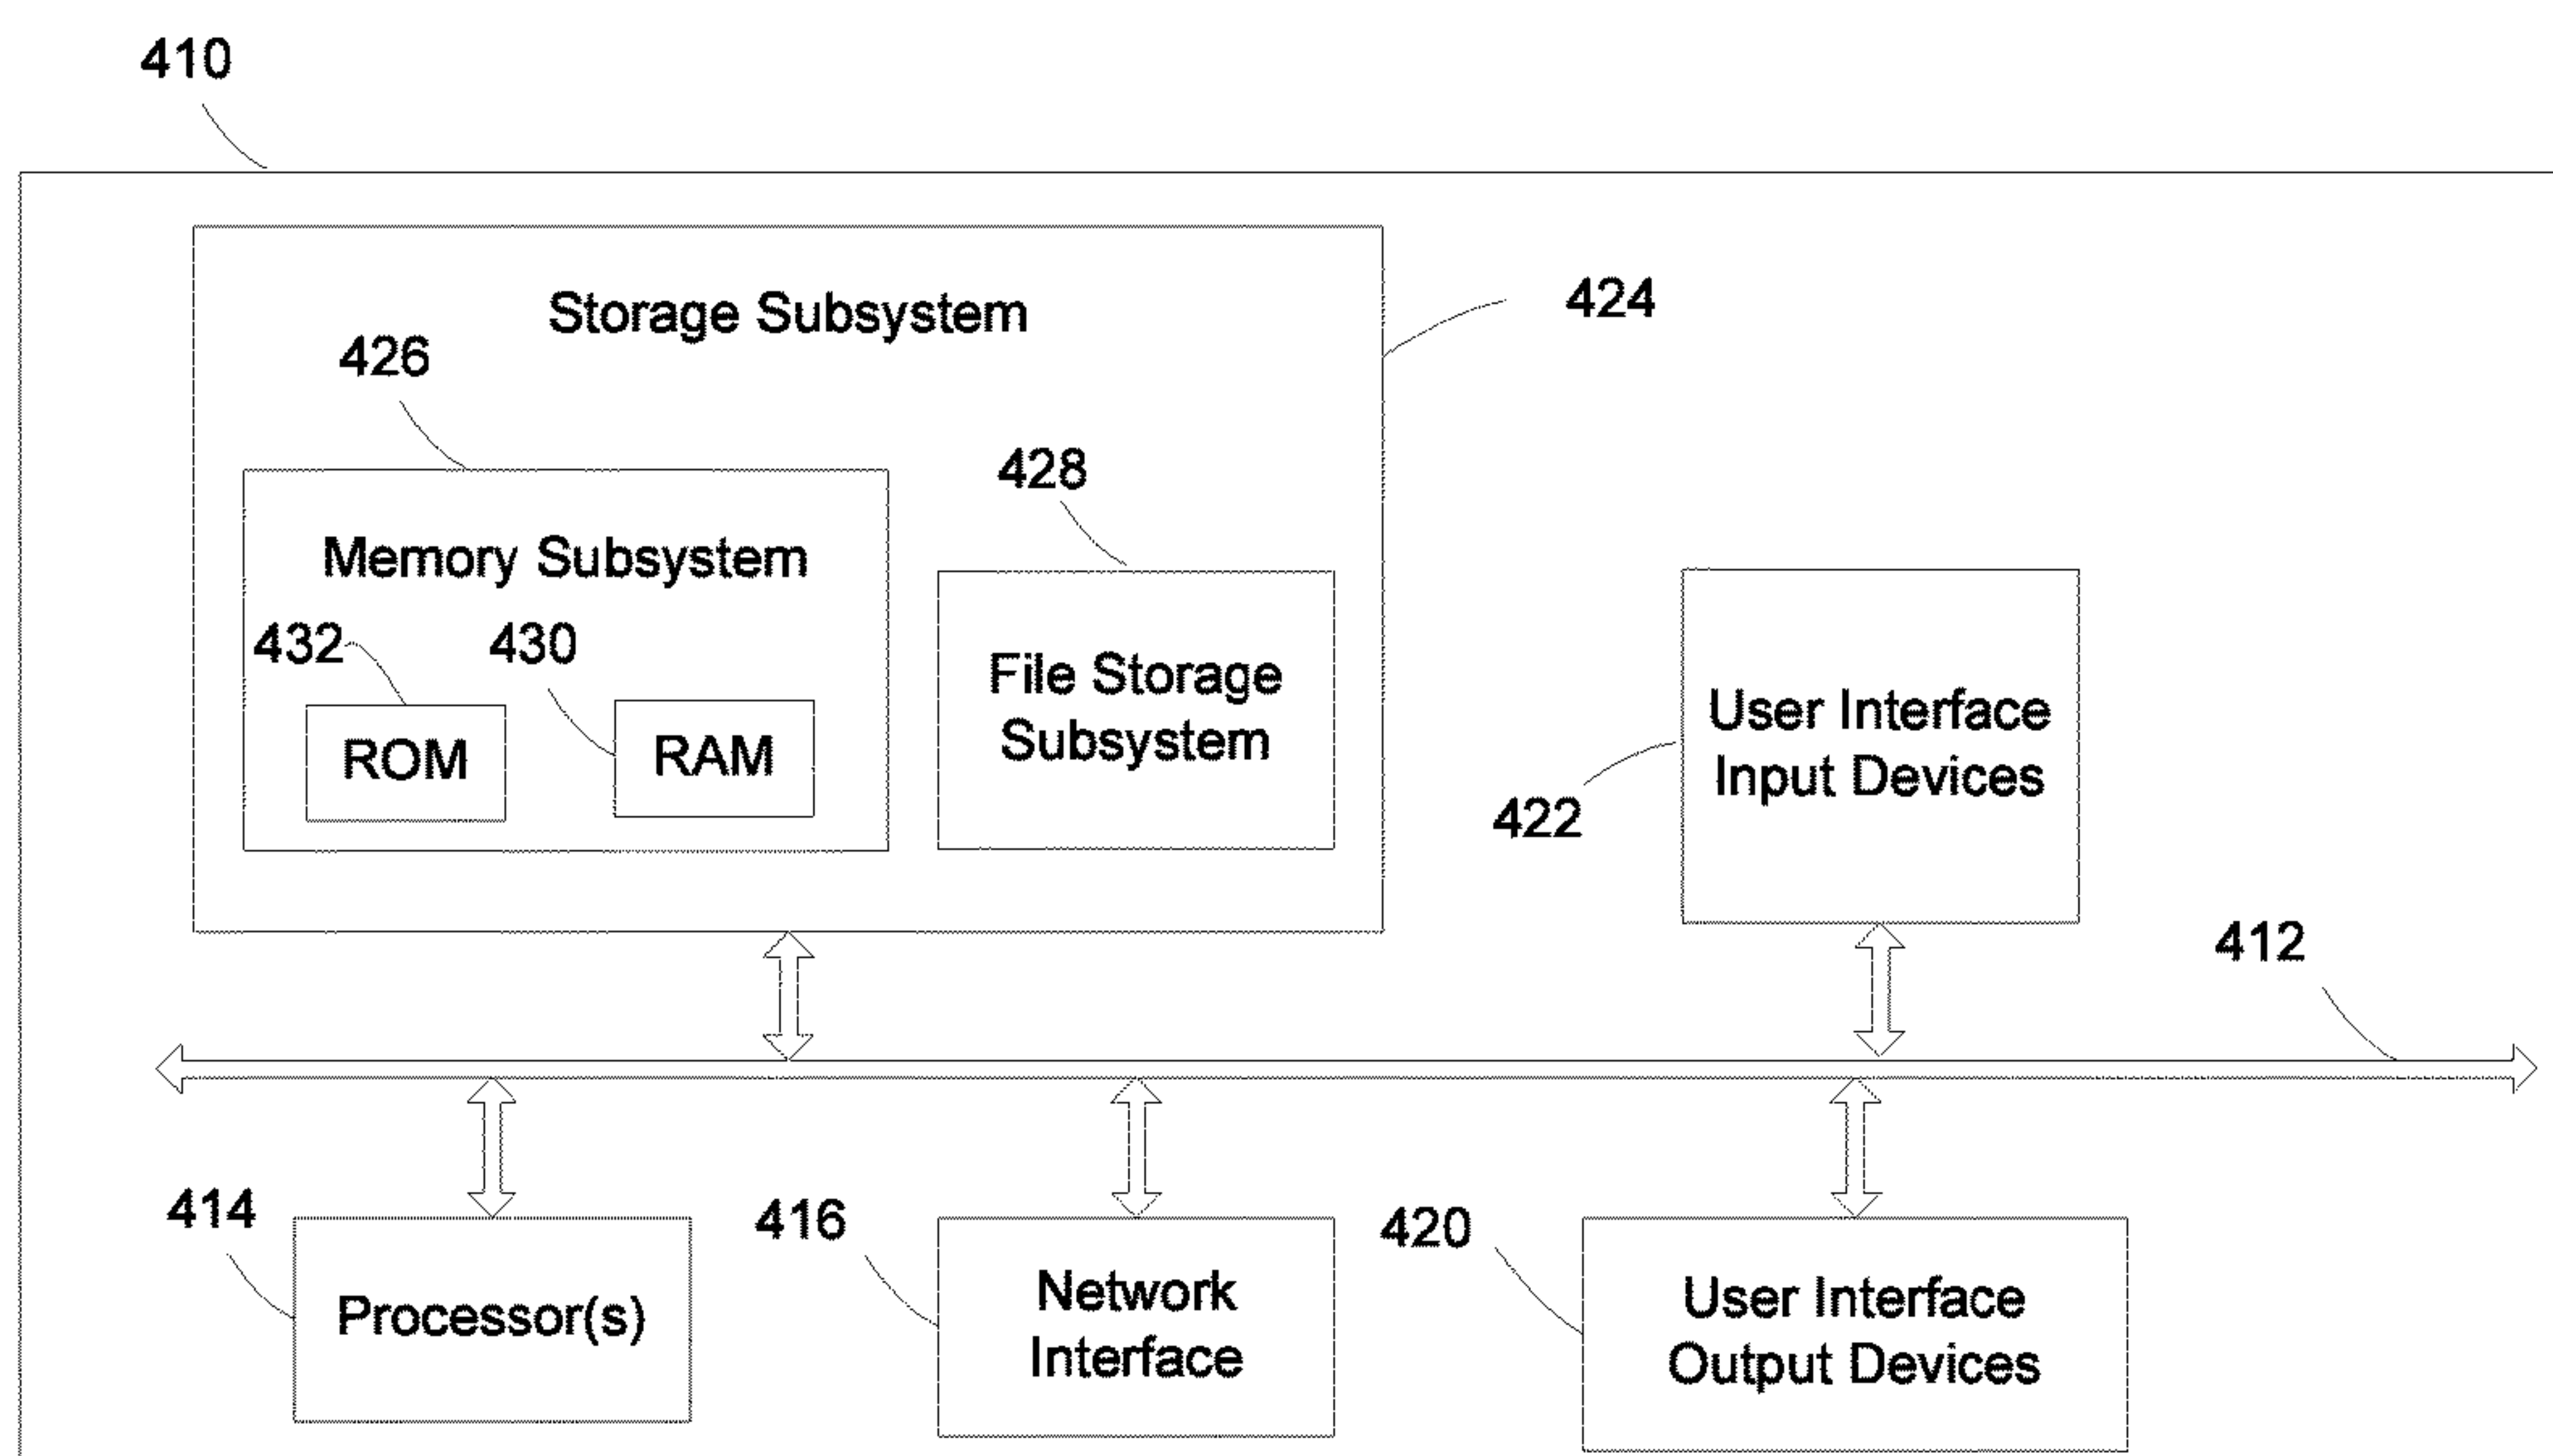 410
Storage Subsystem
424
426
428
Memory Subsystem
432
430
File Storage
Subsystem
ROM
RAM
User Interface
Input Devices
422
412
414
416
420
Processor(s)
Network
Interface
User Interface
Output Devices